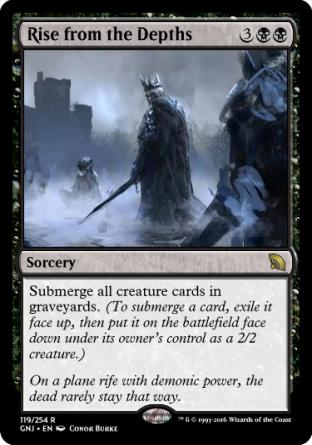 Rise from the Depths 3
Sorcery
Submerge all creature cards in
graveyards. (To submerge a card, exile it
face up, then put it on the battlefield face
down under its owner's control as a 2/2
creature.)
On a plane rife with demonic power, the
dead rarely stay that way.
119/254 R
GNJ • EN CONOR BURKE
™ & © 1993-2016 Wizards of the Coast